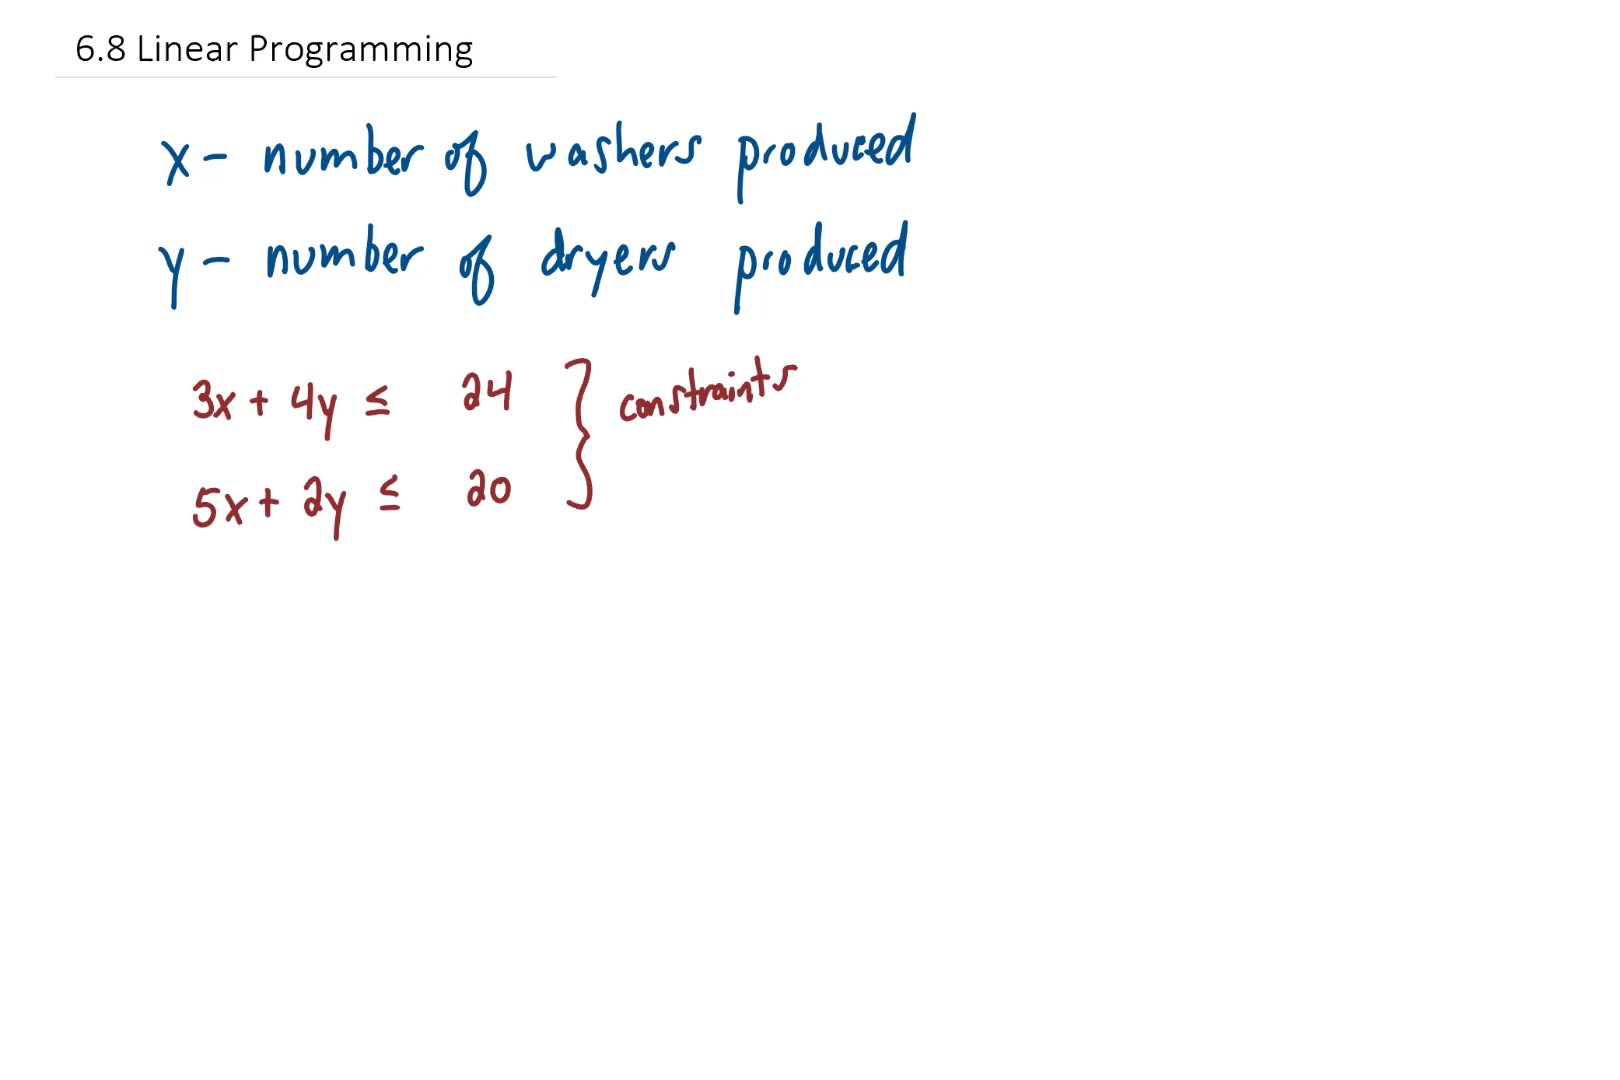 6.8 Linear Programming
x - number of washers produced
y - number of dryers produced
3x + 4y ≤ 24 } constraints
5x + 2y ≤ 20